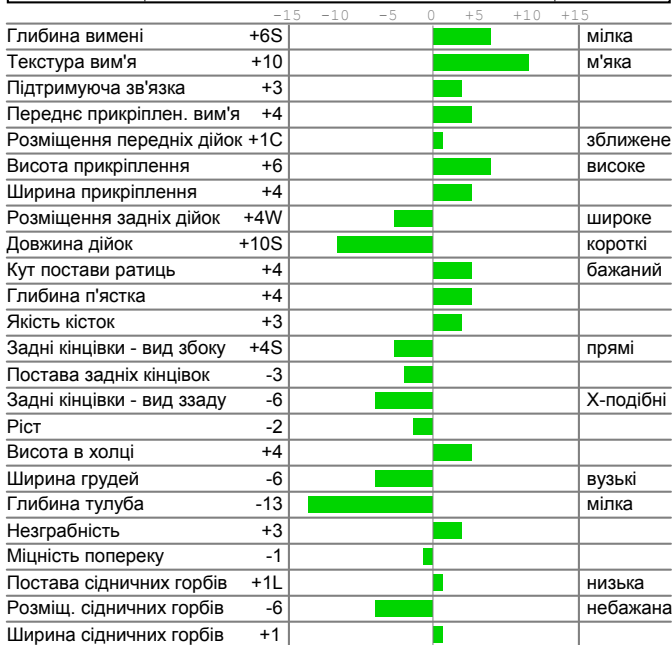 -15 -10 -5 0 +5 +10 +15
Глибина вимені +6S мілка
Текстура вим'я +10 м'яка
Підтримуюча зв'язка +3
Переднє прикріплен. вим'я +4
Розміщення передніх дійок +1C зближене
Висота прикріплення +6 високе
Ширина прикріплення +4
Розміщення задніх дійок +4W широке
Довжина дійок +10S короткі
Кут постави ратиць +4 бажаний
Глибина п'ястка +4
Якість кісток +3
Задні кінцівки - вид збоку +4S прямі
Постава задніх кінцівок -3
Задні кінцівки - вид ззаду -6 Х-подібні
Ріст -2
Висота в холці +4
Ширина грудей -6 вузькі
Глибина тулуба -13 мілка
Незграбність +3
Міцність попереку -1
Постава сідничних горбів +1L низька
Розміщ. сідничних горбів -6 небажана
Ширина сідничних горбів +1